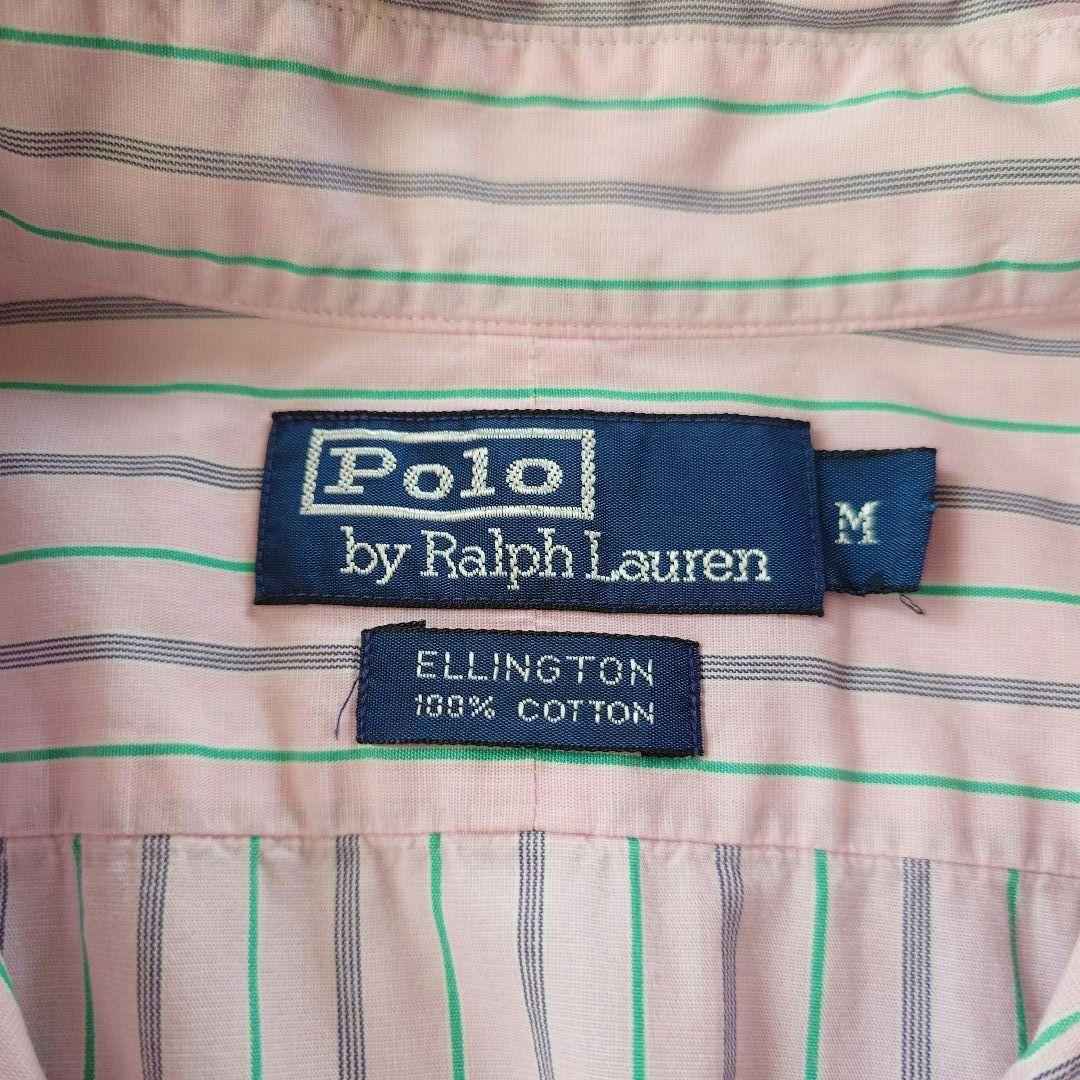 Polo
by Ralph Lauren
M
ELLINGTON
100% COTTON